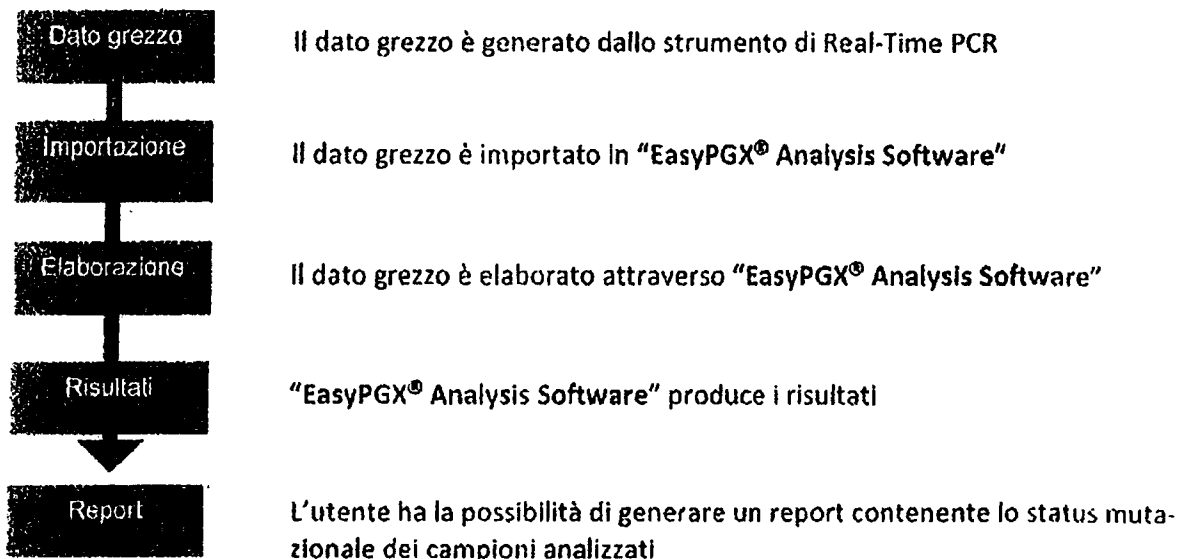 Dato grezzo
Il dato grezzo è generato dallo strumento di Real-Time PCR
Importazione
Il dato grezzo è importato in "EasyPGX® Analysis Software"
Elaborazione
Il dato grezzo è elaborato attraverso "EasyPGX® Analysis Software"
Risultati
"EasyPGX® Analysis Software" produce i risultati
Report
L'utente ha la possibilità di generare un report contenente lo status muta-
zionale dei campioni analizzati